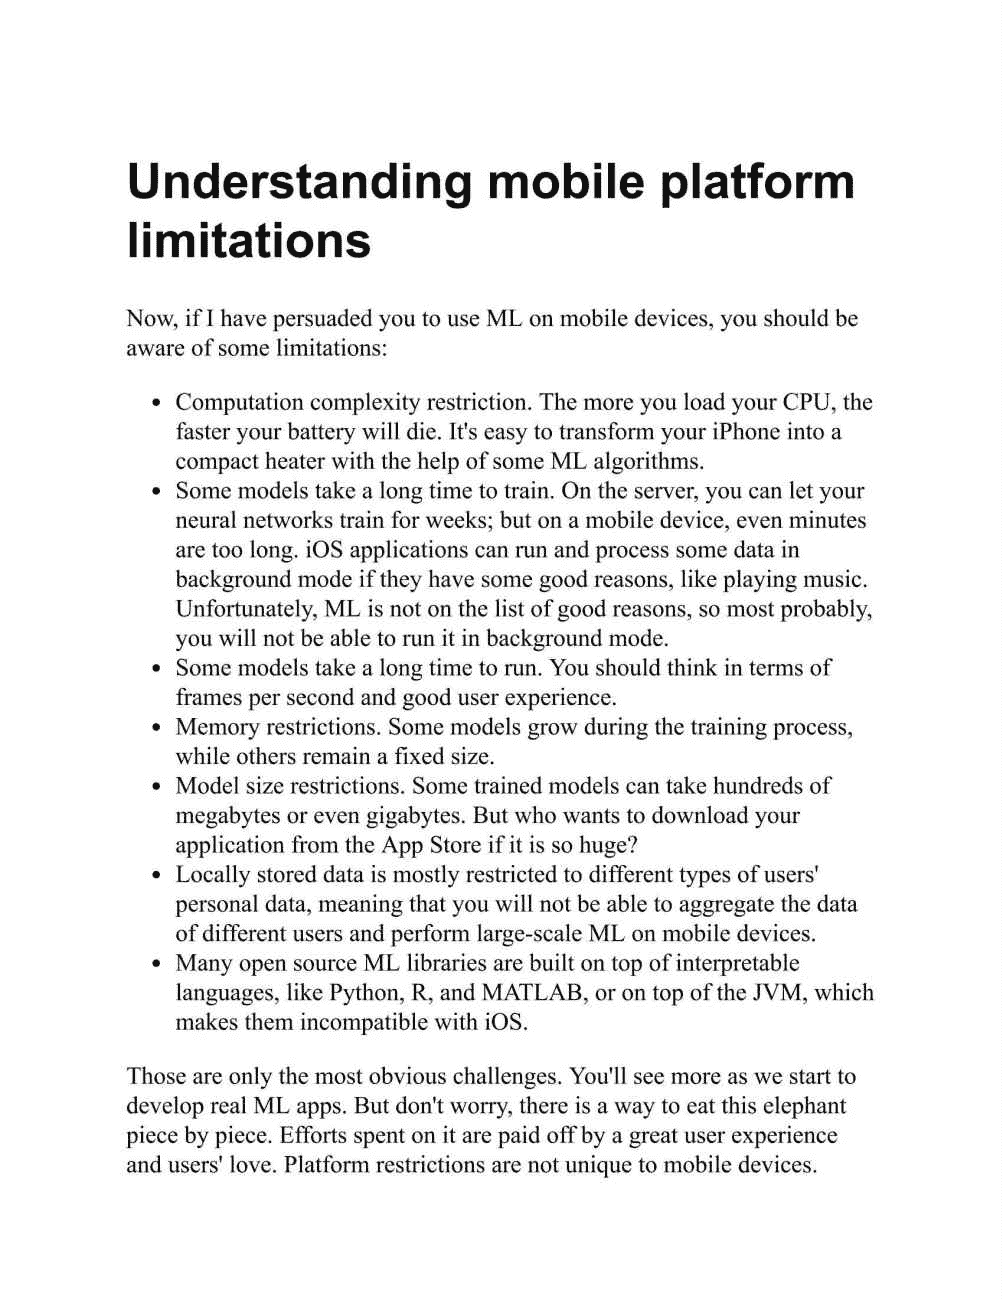 Understanding mobile platform
limitations
Now, if I have persuaded you to use ML on mobile devices, you should be
aware of some limitations:
• Computation complexity restriction. The more you load your CPU, the
faster your battery will die. It's easy to transform your iPhone into a
compact heater with the help of some ML algorithms.
• Some models take a long time to train. On the server, you can let your
neural networks train for weeks; but on a mobile device, even minutes
are too long. iOS applications can run and process some data in
background mode if they have some good reasons, like playing music.
Unfortunately, ML is not on the list of good reasons, so most probably,
you will not be able to run it in background mode.
• Some models take a long time to run. You should think in terms of
frames per second and good user experience.
• Memory restrictions. Some models grow during the training process,
while others remain a fixed size.
• Model size restrictions. Some trained models can take hundreds of
megabytes or even gigabytes. But who wants to download your
application from the App Store if it is so huge?
• Locally stored data is mostly restricted to different types of users'
personal data, meaning that you will not be able to aggregate the data
of different users and perform large-scale ML on mobile devices.
• Many open source ML libraries are built on top of interpretable
languages, like Python, R, and MATLAB, or on top of the JVM, which
makes them incompatible with iOS.
Those are only the most obvious challenges. You'll see more as we start to
develop real ML apps. But don't worry, there is a way to eat this elephant
piece by piece. Efforts spent on it are paid off by a great user experience
and users' love. Platform restrictions are not unique to mobile devices.